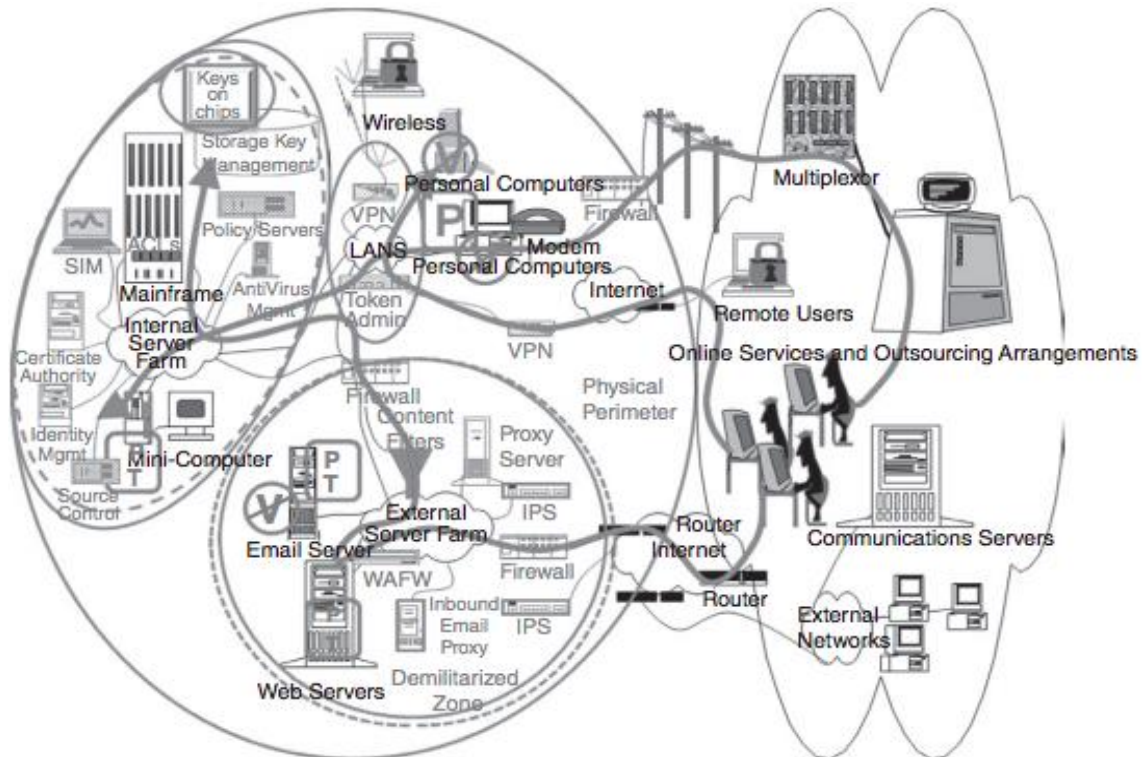 Keys
on
chips
Wireless
Storage Key
Management
VPN
Personal Computers
Firewall
Multiplexor
ACLs
Policy Servers
P
LANS
Modem
Personal Computers
SIM
Mainframe
AntiVirus
Mgmt
Token
Admin
Internet
Remote Users
Internal
Server
Farm
VPN
Online Services and Outsourcing Arrangements
Certificate
Authority
Firewall
Content
Filters
Physical
Perimeter
Identity
Mgmt
Mini-Computer
T
Source
Control
P
T
V
Proxy
Server
IPS
External
Server Farm
Email Server
Router
Internet
Communications Servers
WAFW
Firewall
Router
P
T
Inbound
Email
Proxy
IPS
External
Networks
Web Servers
Demilitarized
Zone